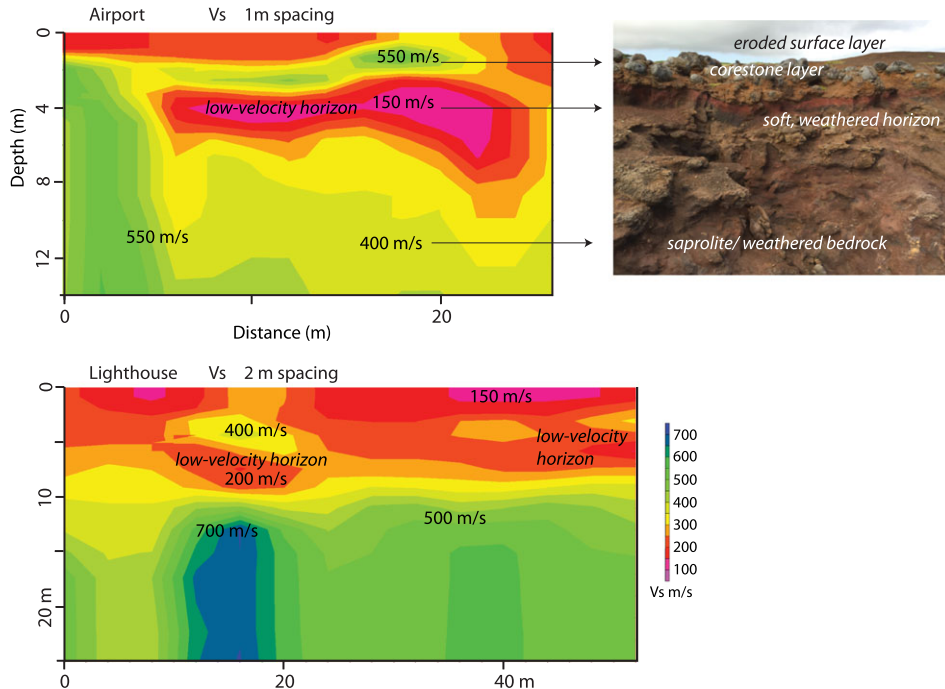 Airport Vs 1m spacing
0
4
8
12
Depth (m)
550 m/s
low-velocity horizon 150 m/s
550 m/s
400 m/s
0
20
Distance (m)
eroded surface layer
corestone layer
soft, weathered horizon
saprolite/ weathered bedrock
Lighthouse Vs 2 m spacing
0
10
20 m
150 m/s
400 m/s
low-velocity
horizon
low-velocity horizon
200 m/s
700 m/s
500 m/s
0
20
40 m
700
600
500
400
300
200
100
Vs m/s